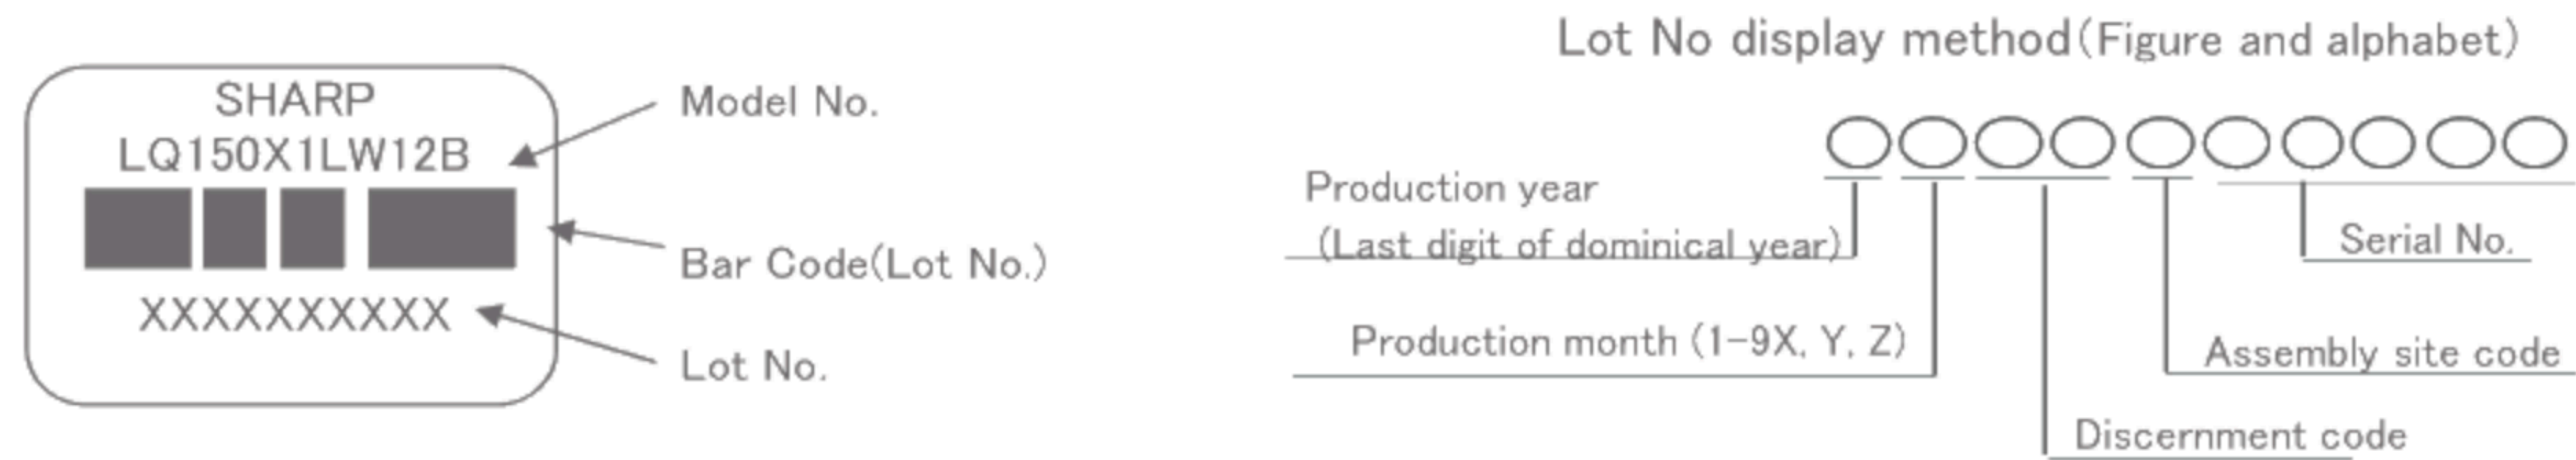 SHARP
LQ150X1LW12B
XXXXXXXXXX
Model No.
Bar Code(Lot No.)
Lot No.
Lot No display method(Figure and alphabet)
Production year
(Last digit of dominical year)
Production month (1-9X, Y, Z)
Serial No.
Assembly site code
Discernment code